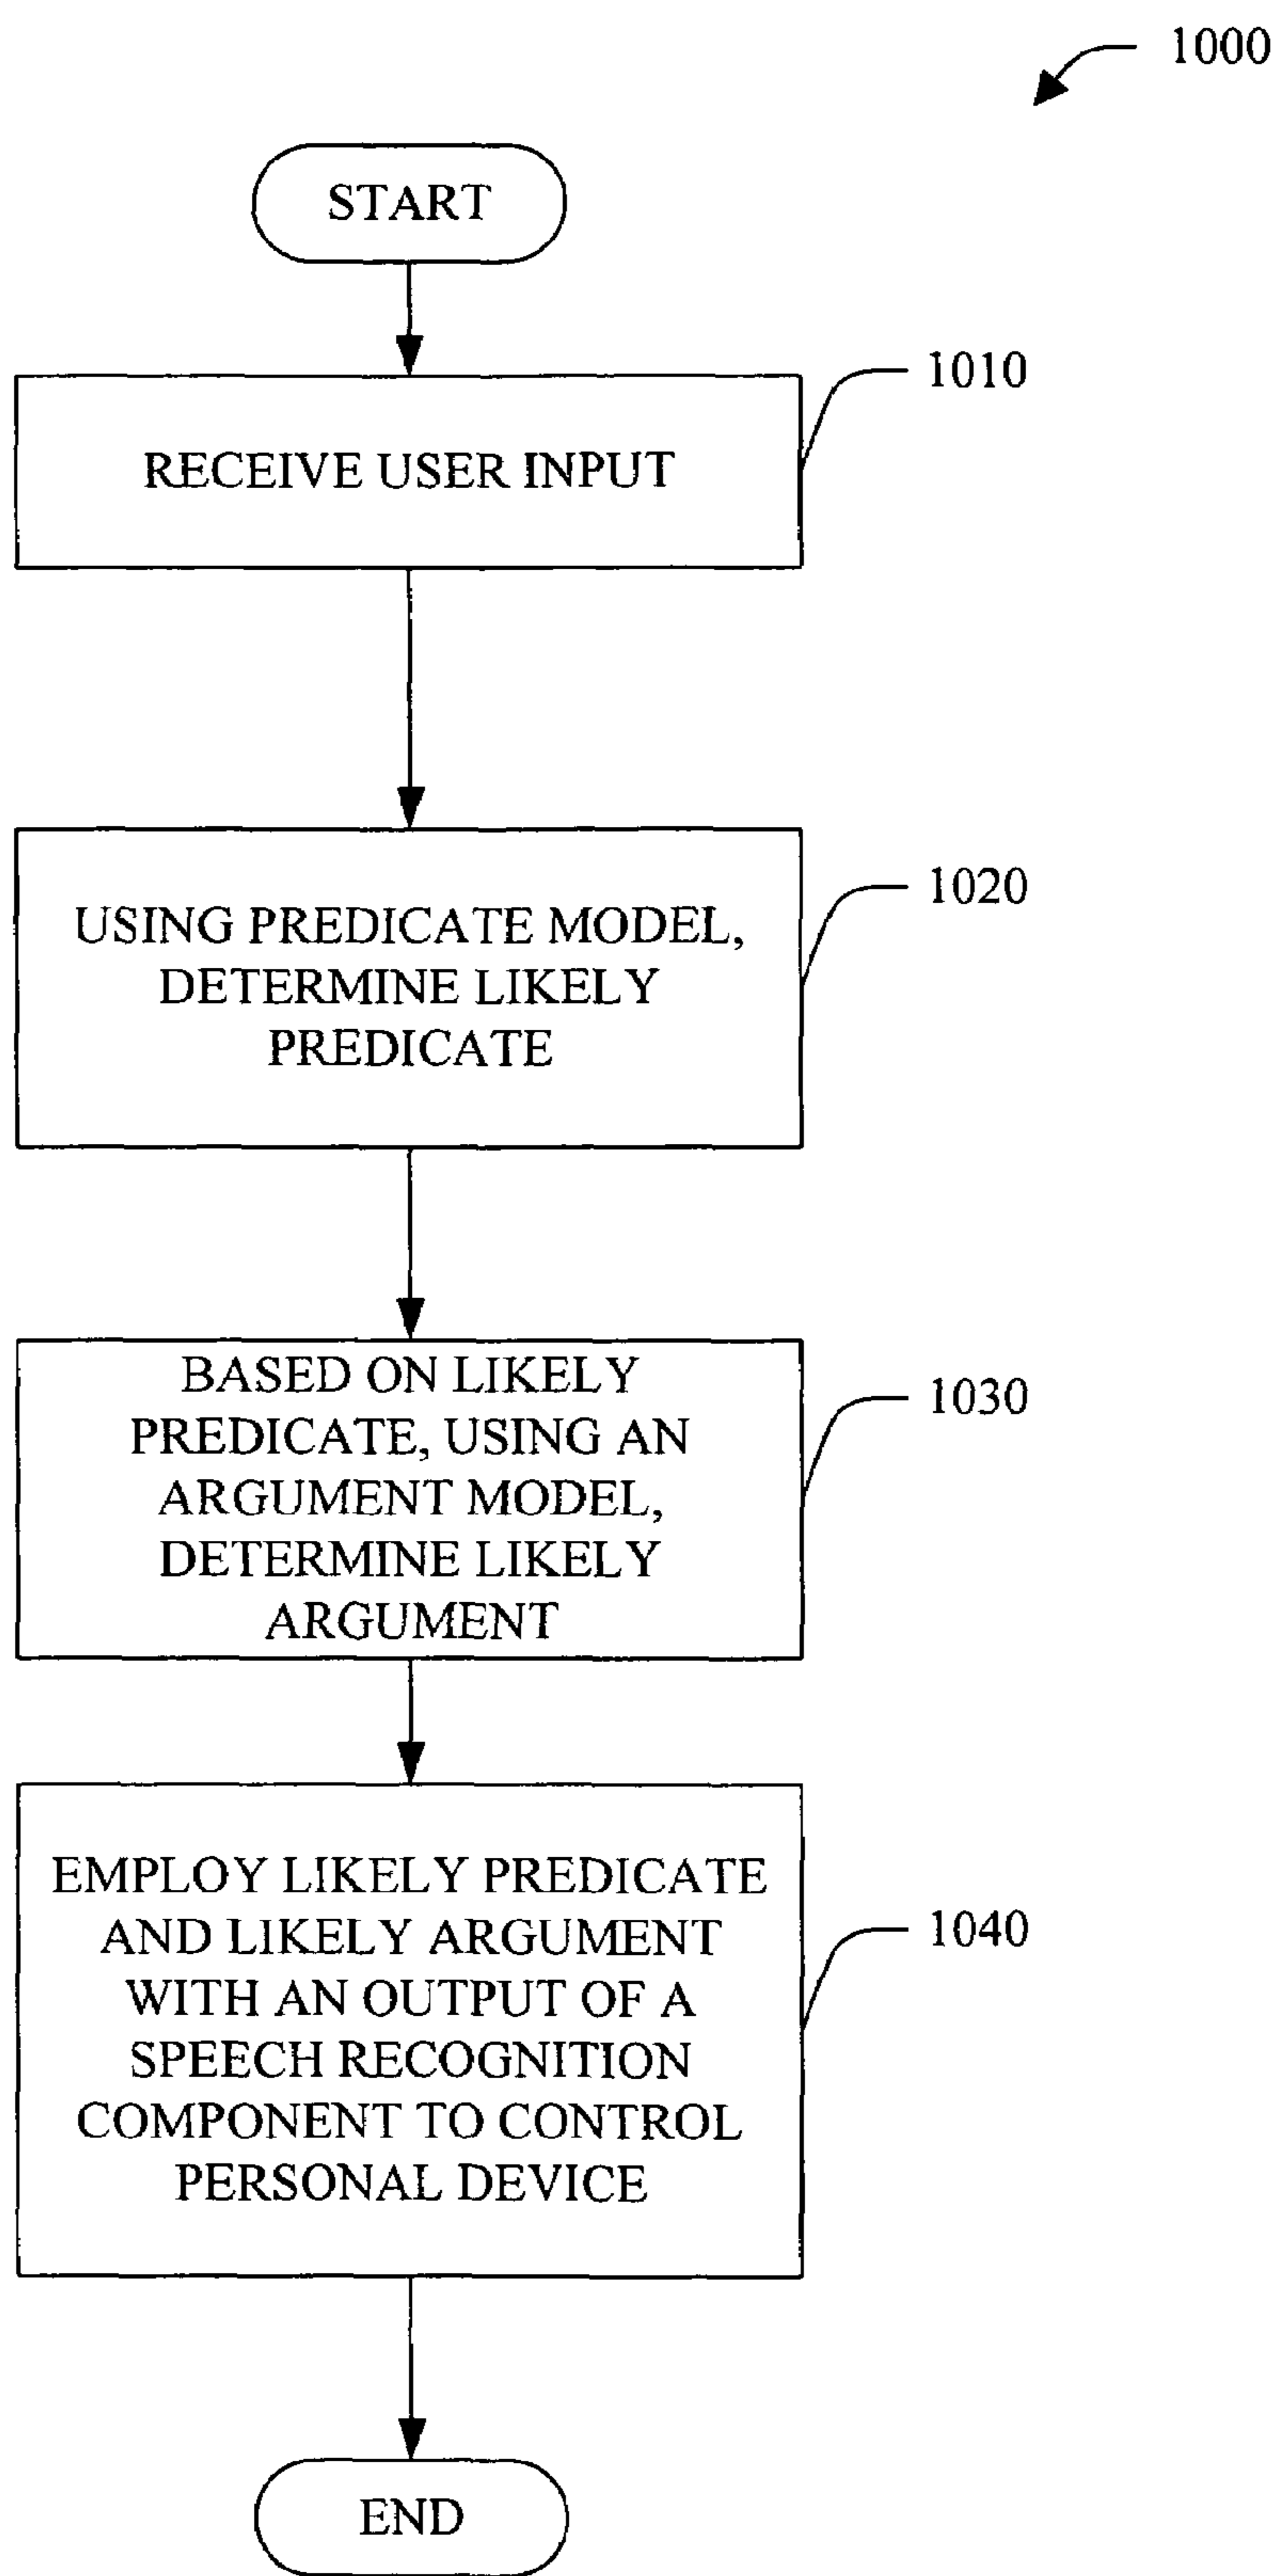 1000
START
1010
RECEIVE USER INPUT
1020
USING PREDICATE MODEL,
DETERMINE LIKELY
PREDICATE
1030
BASED ON LIKELY
PREDICATE, USING AN
ARGUMENT MODEL,
DETERMINE LIKELY
ARGUMENT
1040
EMPLOY LIKELY PREDICATE
AND LIKELY ARGUMENT
WITH AN OUTPUT OF A
SPEECH RECOGNITION
COMPONENT TO CONTROL
PERSONAL DEVICE
END